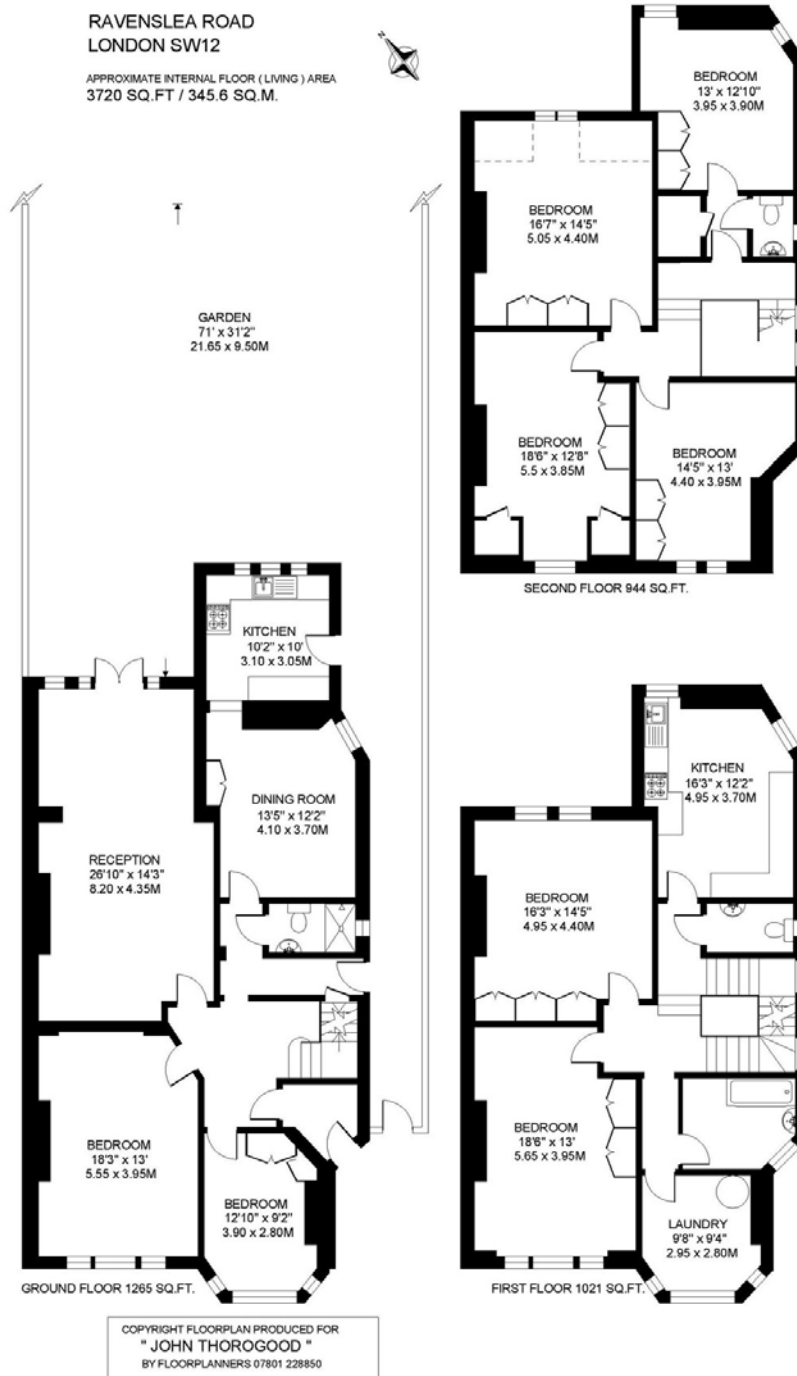 RAVENSLEA ROAD
LONDON SW12
APPROXIMATE INTERNAL FLOOR ( LIVING ) AREA
3720 SQ.FT / 345.6 SQ.M.
N
GARDEN
71' x 31'2"
21.65 x 9.50M
KITCHEN
10'2" x 10'
3.10 x 3.05M
DINING ROOM
13'5" x 12'2"
4.10 x 3.70M
RECEPTION
26'10" x 14'3"
8.20 x 4.35M
BEDROOM
18'3" x 13'
5.55 x 3.95M
BEDROOM
12'10" x 9'2"
3.90 x 2.80M
GROUND FLOOR 1265 SQ.FT.
BEDROOM
13' x 12'10"
3.95 x 3.90M
BEDROOM
16'7" x 14'5"
5.05 x 4.40M
BEDROOM
18'6" x 12'8"
5.5 x 3.85M
BEDROOM
14'5" x 13'
4.40 x 3.95M
SECOND FLOOR 944 SQ.FT.
KITCHEN
16'3" x 12'2"
4.95 x 3.70M
BEDROOM
16'3" x 14'5"
4.95 x 4.40M
BEDROOM
18'6" x 13'
5.65 x 3.95M
LAUNDRY
9'8" x 9'4"
2.95 x 2.80M
FIRST FLOOR 1021 SQ.FT.
COPYRIGHT FLOORPLAN PRODUCED FOR
" JOHN THOROGOOD "
BY FLOORPLANNERS 07801 228850